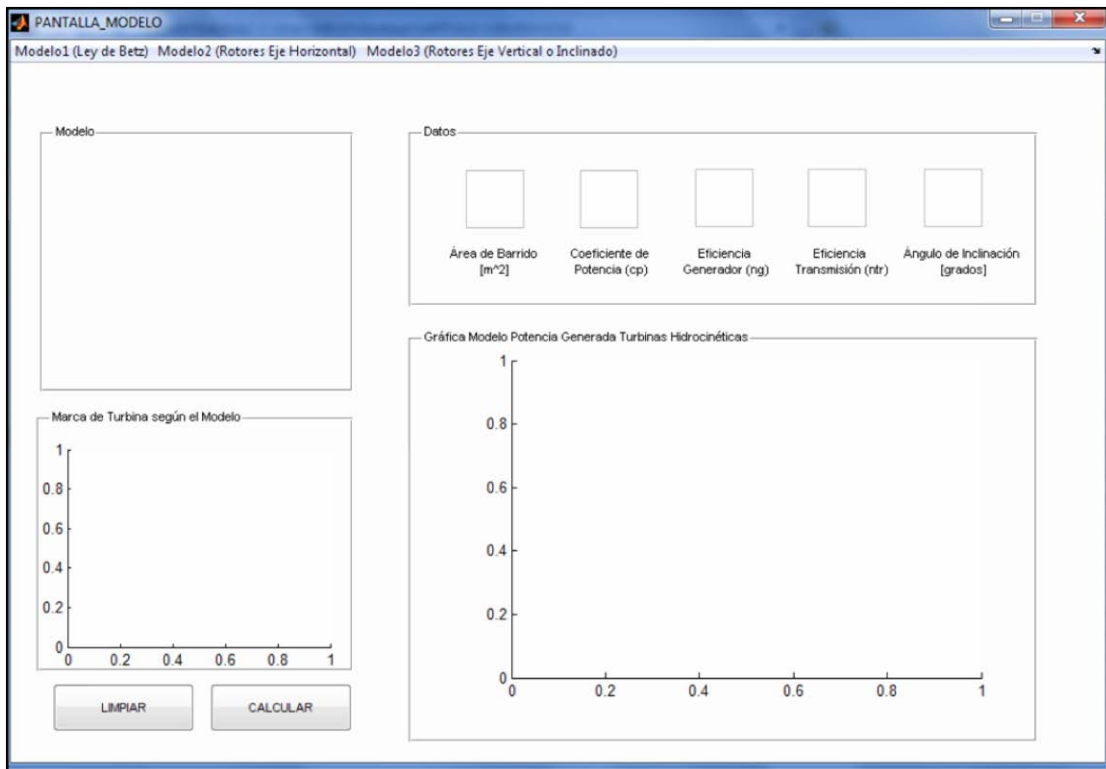 PANTALLA_MODELO
Modelo1 (Ley de Betz) Modelo2 (Rotores Eje Horizontal) Modelo3 (Rotores Eje Vertical o Inclinado)
Modelo
Datos
Área de Barrido
[m^2]
Coeficiente de
Potencia (cp)
Eficiencia
Generador (ng)
Eficiencia
Transmisión (ntr)
Ángulo de Inclinación
[grados]
Marca de Turbina según el Modelo
1
0.8
0.6
0.4
0.2
0
0 0.2 0.4 0.6 0.8 1
Gráfica Modelo Potencia Generada Turbinas Hidrocinéticas
1
0.8
0.6
0.4
0.2
0
0 0.2 0.4 0.6 0.8 1
LIMPIAR
CALCULAR